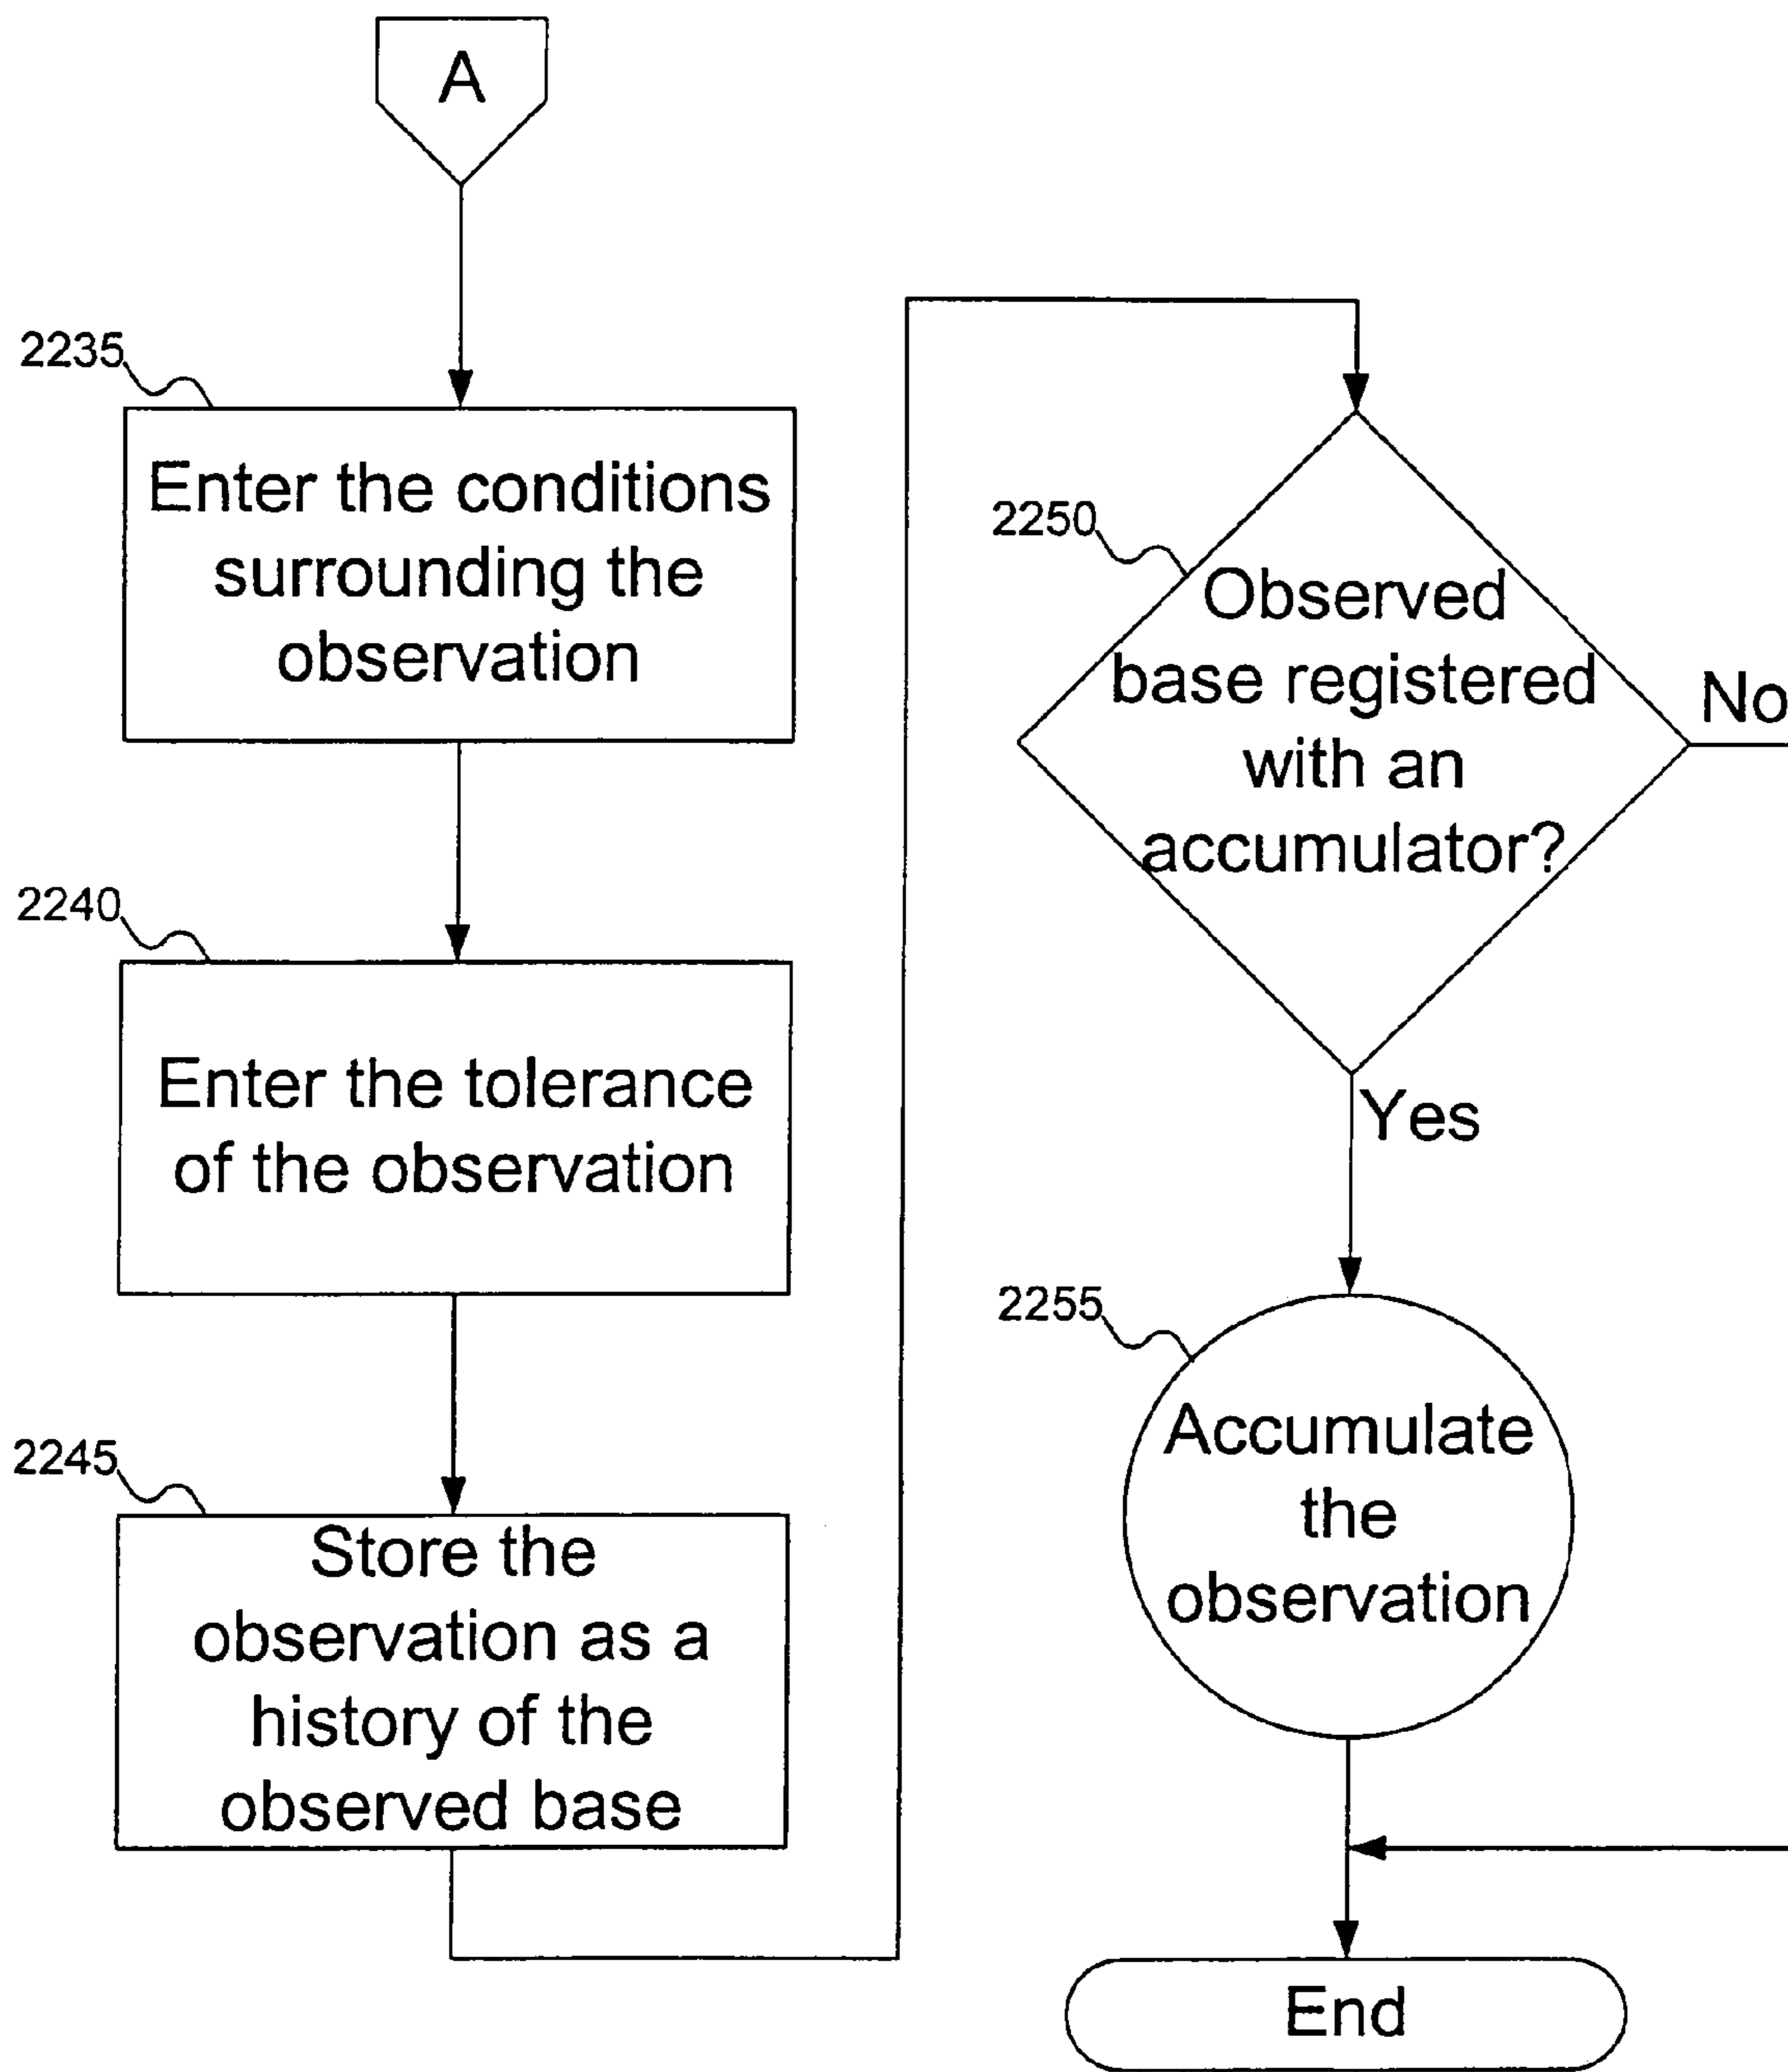 A
2235
Enter the conditions
surrounding the
observation
2240
Enter the tolerance
of the observation
2245
Store the
observation as a
history of the
observed base
2250
Observed
base registered
with an
accumulator?
No
Yes
2255
Accumulate
the
observation
End